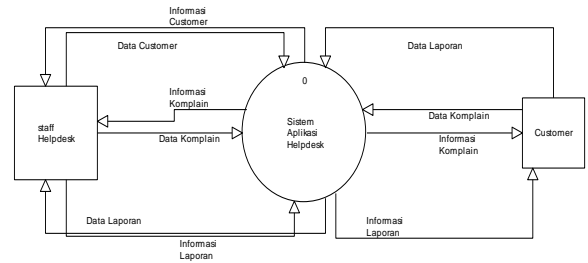 Informasi
Customer
Data Customer
Data Laporan
0
Informasi
Komplain
Data Komplain
staff
Helpdesk
Sistem
Aplikasi
Helpdesk
Customer
Data Komplain
Informasi
Komplain
Data Laporan
Informasi
Laporan
Informasi
Laporan